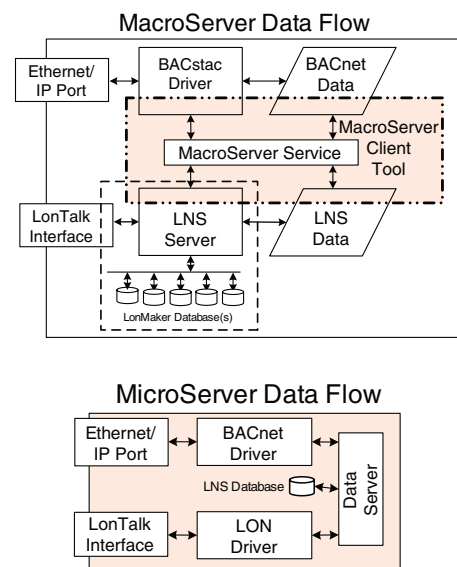 MacroServer Data Flow
Ethernet/
IP Port
BACstac
Driver
BACnet
Data
MacroServer
Client
Tool
MacroServer Service
LonTalk
Interface
LNS
Server
LNS
Data
LonMaker Database(s)
MicroServer Data Flow
Ethernet/
IP Port
BACnet
Driver
LNS Database
Data
Server
LonTalk
Interface
LON
Driver